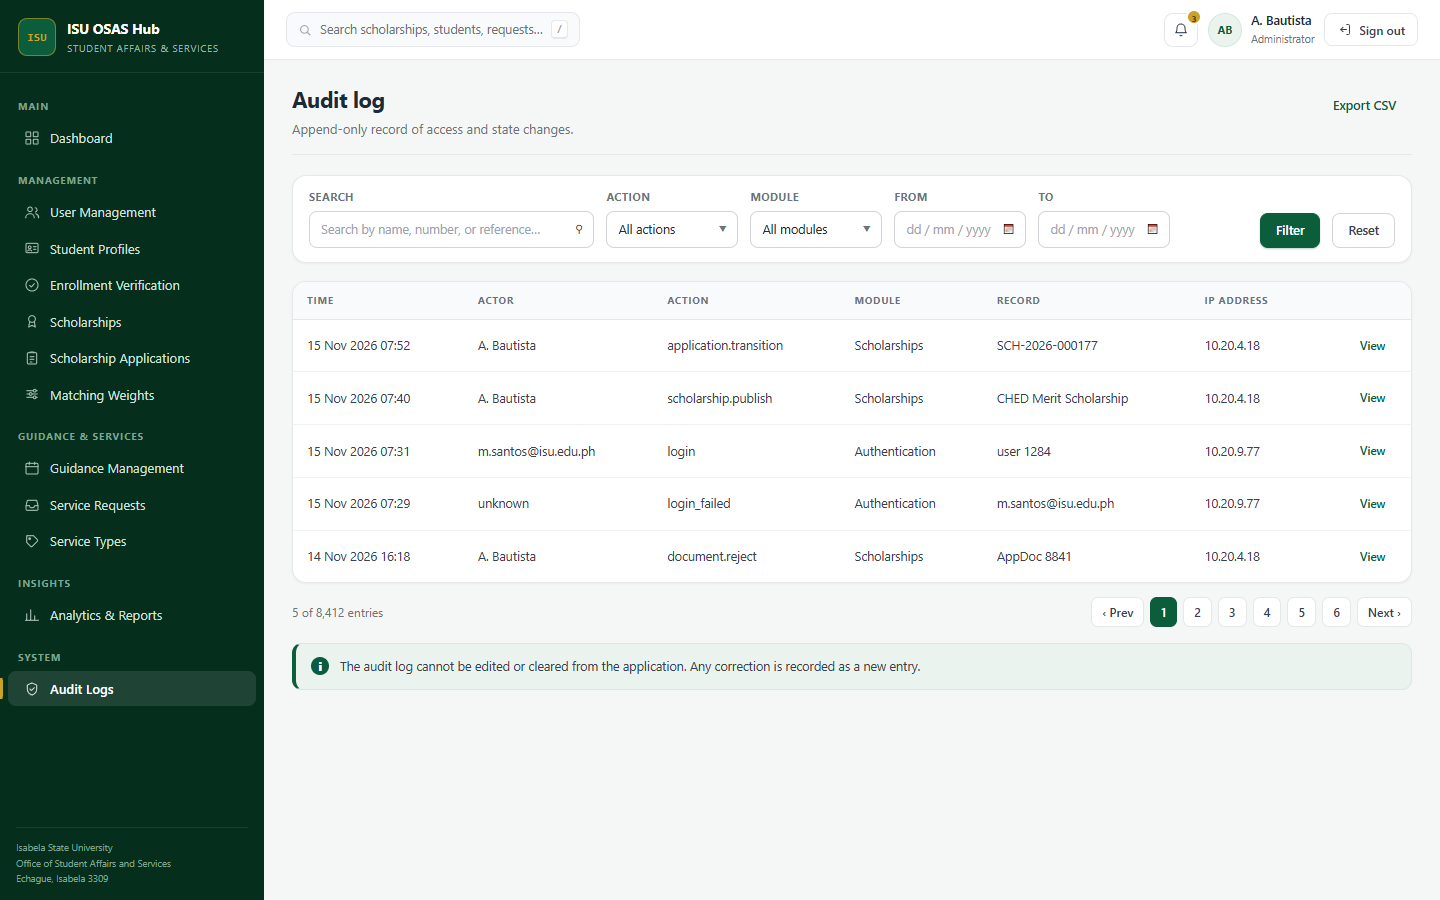 ISU
ISU OSAS Hub
STUDENT AFFAIRS & SERVICES
MAIN
Dashboard
MANAGEMENT
User Management
Student Profiles
Enrollment Verification
Scholarships
Scholarship Applications
Matching Weights
GUIDANCE & SERVICES
Guidance Management
Service Requests
Service Types
INSIGHTS
Analytics & Reports
SYSTEM
Audit Logs
Isabela State University
Office of Student Affairs and Services
Echague, Isabela 3309
Search scholarships, students, requests... /
3
AB
A. Bautista
Administrator
Sign out
Audit log
Append-only record of access and state changes.
Export CSV
SEARCH ACTION MODULE FROM TO
Search by name, number, or reference... All actions All modules dd / mm / yyyy dd / mm / yyyy Filter Reset
TIME ACTOR ACTION MODULE RECORD IP ADDRESS
15 Nov 2026 07:52 A. Bautista application.transition Scholarships SCH-2026-000177 10.20.4.18 View
15 Nov 2026 07:40 A. Bautista scholarship.publish Scholarships CHED Merit Scholarship 10.20.4.18 View
15 Nov 2026 07:31 m.santos@isu.edu.ph login Authentication user 1284 10.20.9.77 View
15 Nov 2026 07:29 unknown login_failed Authentication m.santos@isu.edu.ph 10.20.9.77 View
14 Nov 2026 16:18 A. Bautista document.reject Scholarships AppDoc 8841 10.20.4.18 View
5 of 8,412 entries ‹ Prev 1 2 3 4 5 6 Next ›
The audit log cannot be edited or cleared from the application. Any correction is recorded as a new entry.